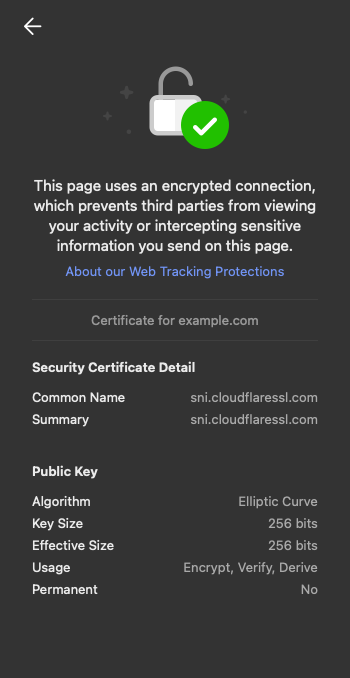 This page uses an encrypted connection,
which prevents third parties from viewing
your activity or intercepting sensitive
information you send on this page.
About our Web Tracking Protections
Certificate for example.com
Security Certificate Detail
Common Name sni.cloudflaressl.com
Summary sni.cloudflaressl.com
Public Key
Algorithm Elliptic Curve
Key Size 256 bits
Effective Size 256 bits
Usage Encrypt, Verify, Derive
Permanent No